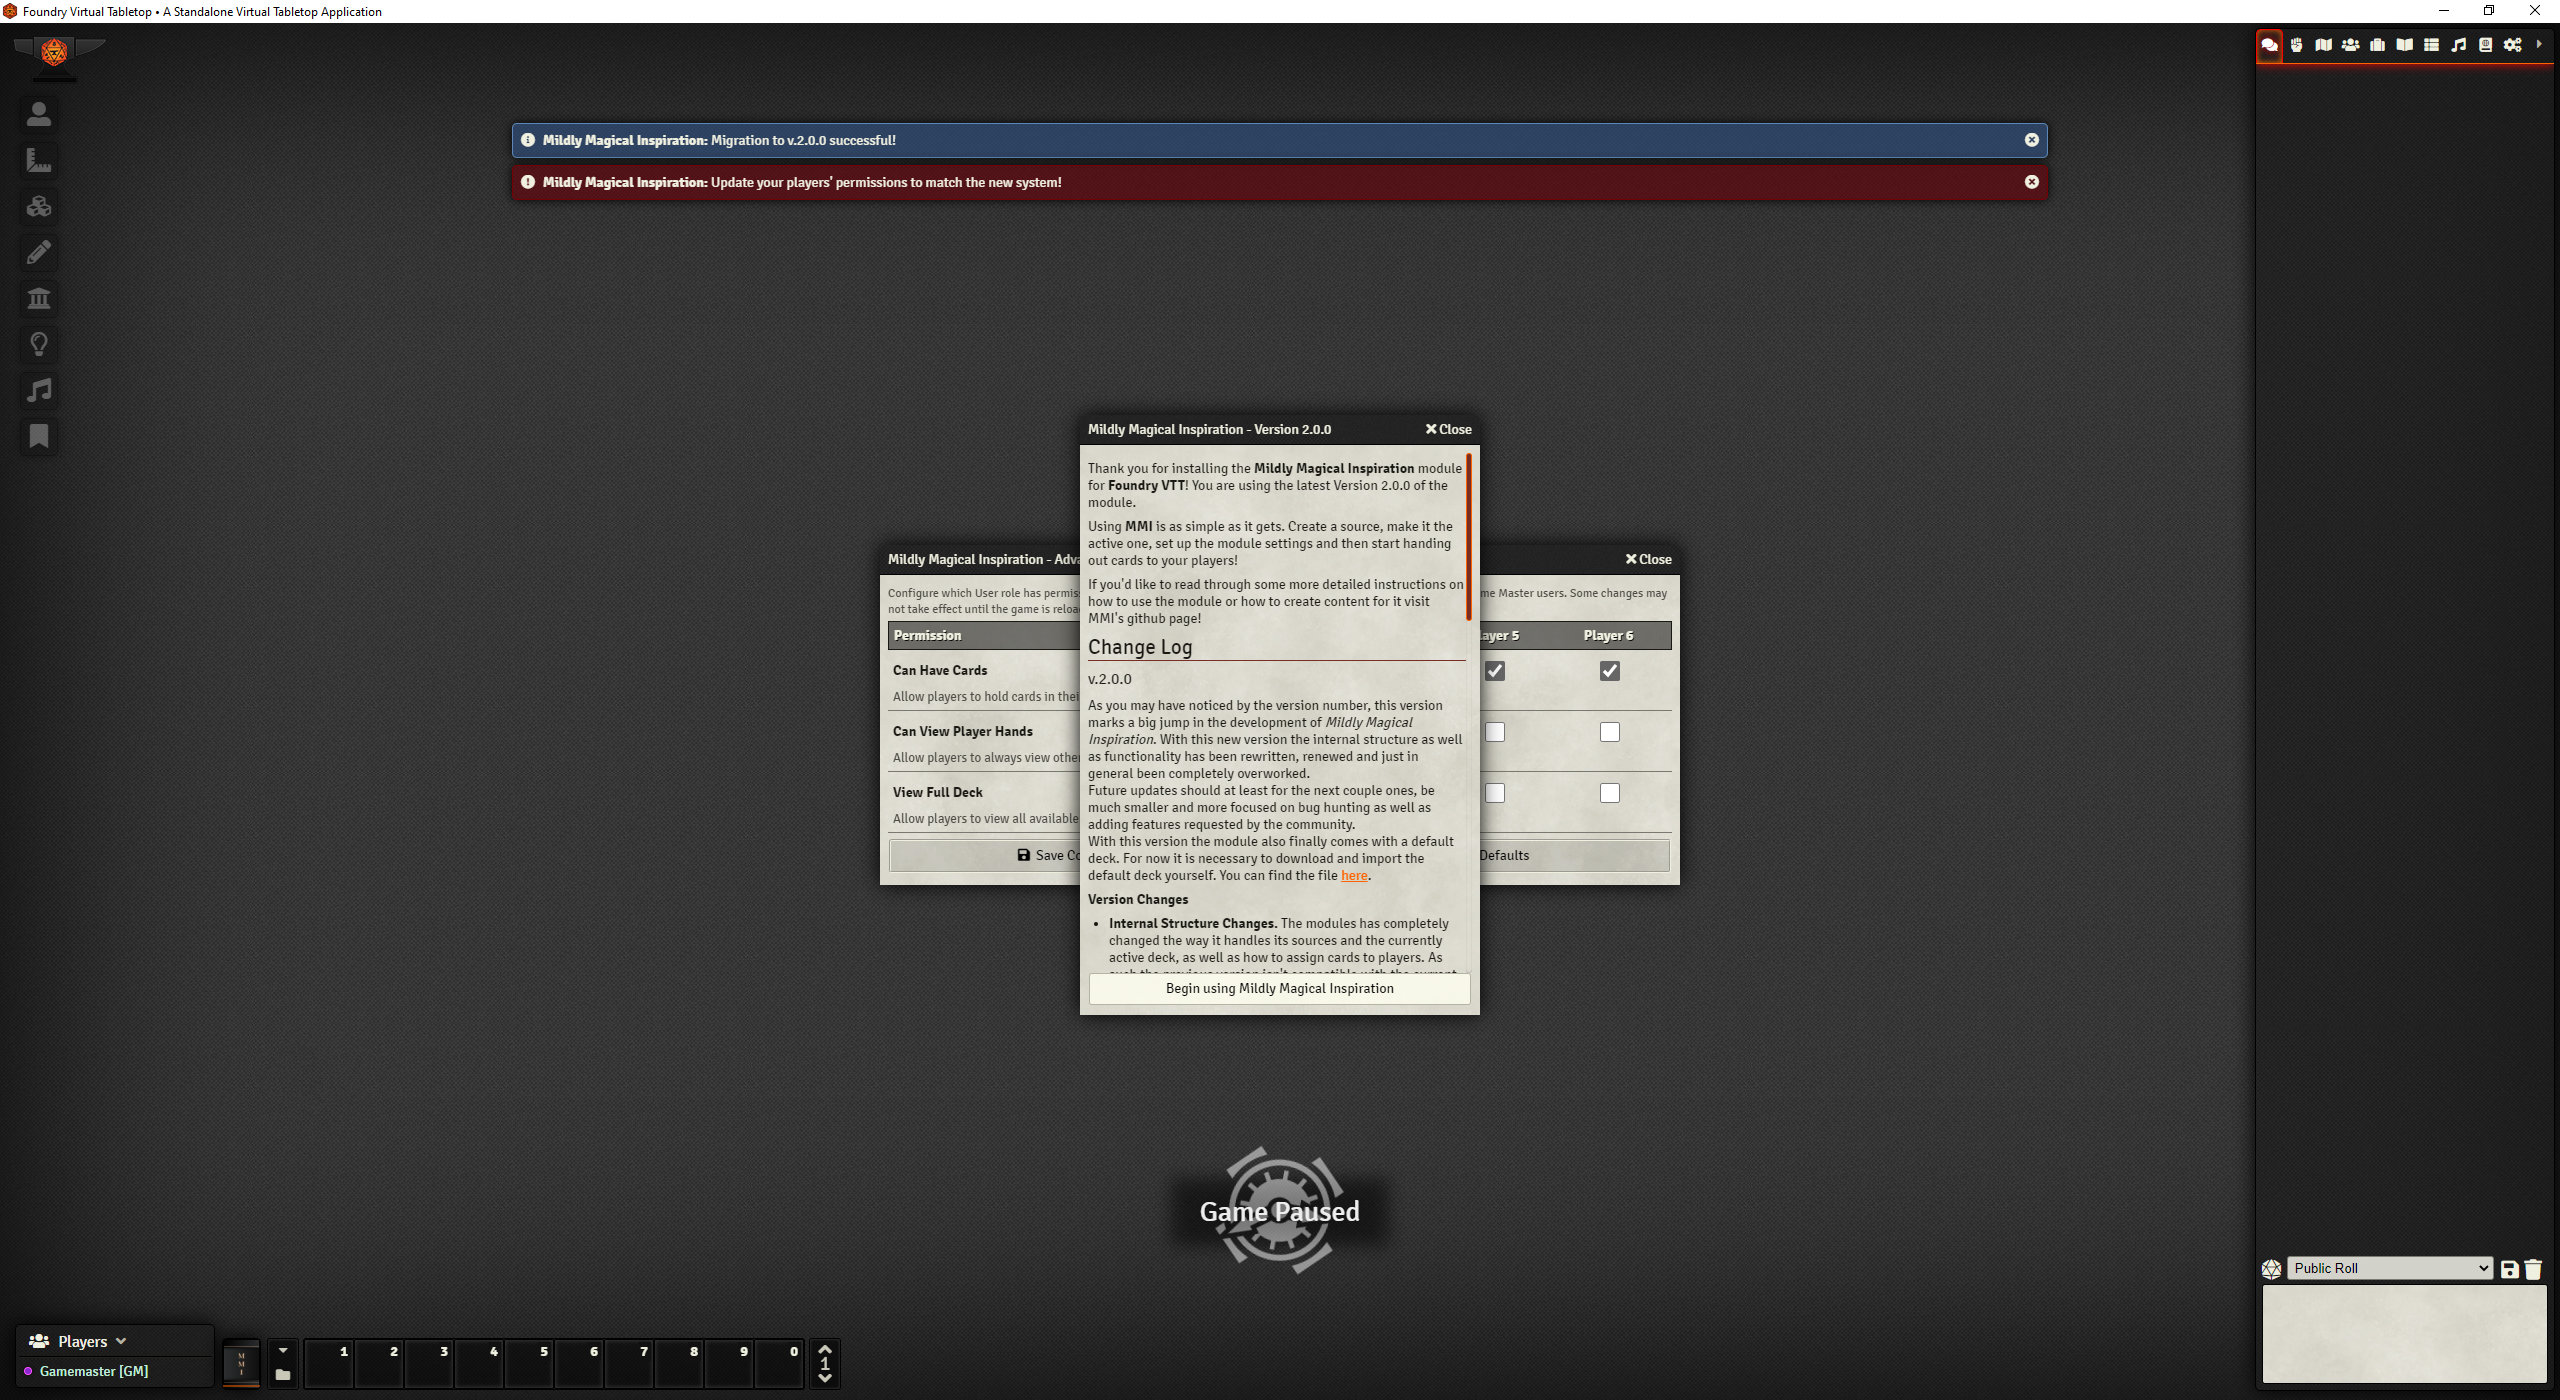 Foundry Virtual Tabletop • A Standalone Virtual Tabletop Application
Mildly Magical Inspiration: Migration to v.2.0.0 successful!
Mildly Magical Inspiration: Update your players' permissions to match the new system!
Mildly Magical Inspiration - Version 2.0.0
Close
Thank you for installing the Mildly Magical Inspiration module
for Foundry VTT! You are using the latest Version 2.0.0 of the
module.
Using MMI is as simple as it gets. Create a source, make it the
active one, set up the module settings and then start handing
out cards to your players!
If you'd like to read through some more detailed instructions on
how to use the module or how to create content for it visit
MMI's github page!
Change Log
v.2.0.0
As you may have noticed by the version number, this version
marks a big jump in the development of Mildly Magical
Inspiration. With this new version the internal structure as well
as functionality has been rewritten, renewed and just in
general been completely overworked.
Future updates should at least for the next couple ones, be
much smaller and more focused on bug hunting as well as
adding features requested by the community.
With this version the module also finally comes with a default
deck. For now it is necessary to download and import the
default deck yourself. You can find the file here.
Version Changes
• Internal Structure Changes. The modules has completely
changed the way it handles its sources and the currently
active deck, as well as how to assign cards to players. As
Begin using Mildly Magical Inspiration
Mildly Magical Inspiration - Adva
Close
Configure which User role has permis
me Master users. Some changes may
not take effect until the game is reloa
Permission
ayer 5
Player 6
Can Have Cards
Allow players to hold cards in thei
Can View Player Hands
Allow players to always view othe
View Full Deck
Allow players to view all available
Save Co
Defaults
Game Paused
Public Roll
Players
Gamemaster [GM]
M
M
I
1 2 3 4 5 6 7 8 9 0
1